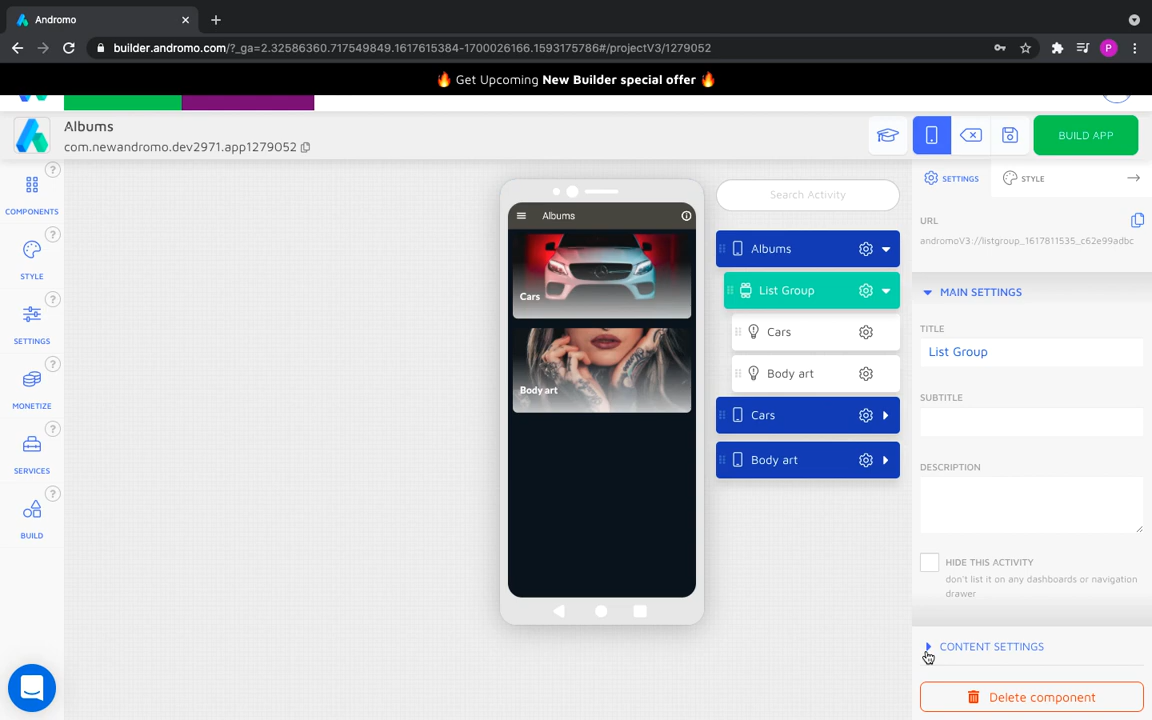 Andromo
builder.andromo.com/?_ga=2.32586360.717549849.1617615384-1700026166.1593175786#/projectV3/1279052
P
🔥 Get Upcoming New Builder special offer 🔥
Albums
com.newandromo.dev2971.app1279052
BUILD APP
COMPONENTS
?
STYLE
?
SETTINGS
?
MONETIZE
?
SERVICES
?
BUILD
?
Albums
Cars
Body art
Search Activity
Albums
List Group
Cars
Body art
Cars
Body art
SETTINGS
STYLE
URL
andromoV3://listgroup_1617811535_c62e99adbc
MAIN SETTINGS
TITLE
List Group
SUBTITLE
DESCRIPTION
HIDE THIS ACTIVITY
don't list it on any dashboards or navigation
drawer
CONTENT SETTINGS
Delete component